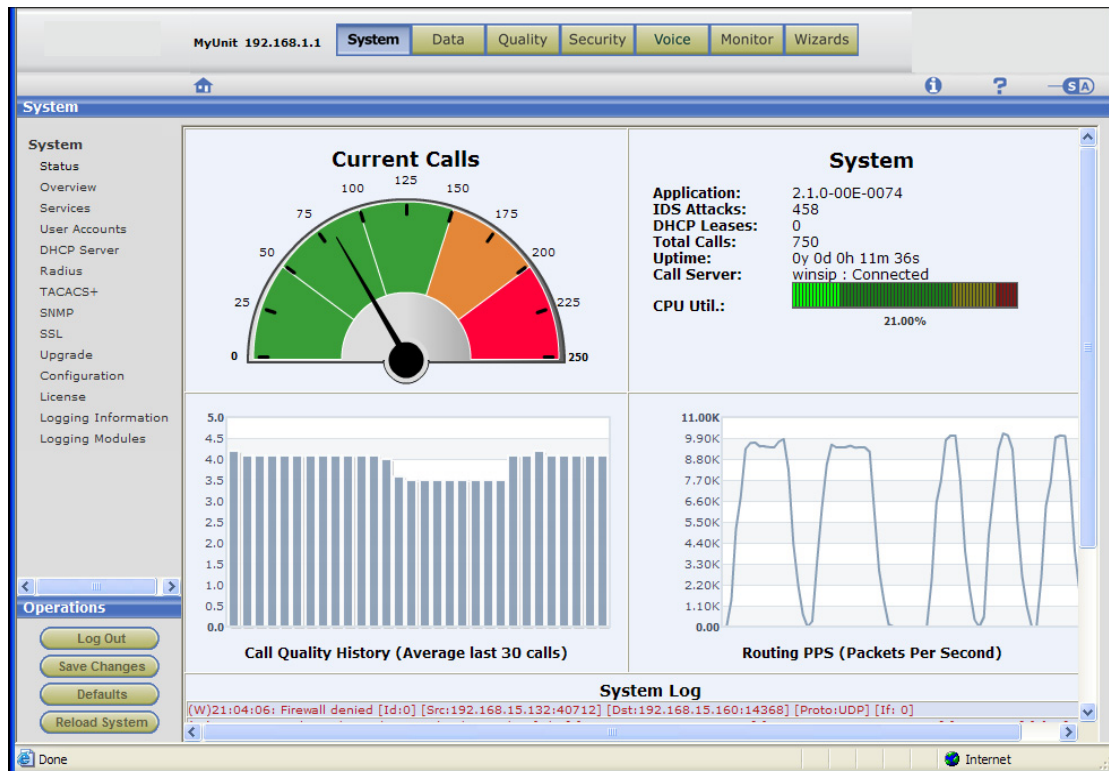 MyUnit 192.168.1.1 System Data Quality Security Voice Monitor Wizards
S A
System
System
Status
Overview
Services
User Accounts
DHCP Server
Radius
TACACS+
SNMP
SSL
Upgrade
Configuration
License
Logging Information
Logging Modules
Operations
Log Out
Save Changes
Defaults
Reload System
Current Calls
0
25
50
75
100
125
150
175
200
225
250
System
Application: 2.1.0-00E-0074
IDS Attacks: 458
DHCP Leases: 0
Total Calls: 750
Uptime: 0y 0d 0h 11m 36s
Call Server: winsip : Connected
CPU Util.:
21.00%
5.0
4.5
4.0
3.5
3.0
2.5
2.0
1.5
1.0
0.5
0.0
Call Quality History (Average last 30 calls)
11.00K
9.90K
8.80K
7.70K
6.60K
5.50K
4.40K
3.30K
2.20K
1.10K
0.00
Routing PPS (Packets Per Second)
System Log
(W)21:04:06: Firewall denied [Id:0] [Src:192.168.15.132:40712] [Dst:192.168.15.160:14368] [Proto:UDP] [If: 0]
Done
Internet